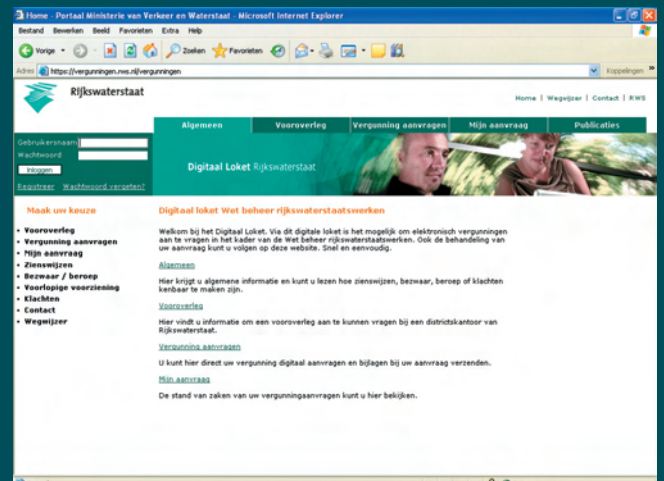 Home - Portaal Ministerie van Verkeer en Waterstaat - Microsoft Internet Explorer
Bestand Bewerken Beeld Favorieten Extra Help
Vorige Zoeken Favorieten
Adres https://vergunningen.rws.nl/vergunningen Koppelingen
Rijkswaterstaat
Home | Wegwijzer | Contact | RWS
Algemeen Vooroverleg Vergunning aanvragen Mijn aanvraag Publicaties
Gebruikersnaam
Wachtwoord
Inloggen
Registreer Wachtwoord vergeten?
Digitaal Loket Rijkswaterstaat
Maak uw keuze
• Vooroverleg
• Vergunning aanvragen
• Mijn aanvraag
• Zienswijzen
• Bezwaar / beroep
• Voorlopige voorziening
• Klachten
• Contact
• Wegwijzer
Digitaal loket Wet beheer rijkswaterstaatswerken
Welkom bij het Digitaal Loket. Via dit digitale loket is het mogelijk om elektronisch vergunningen
aan te vragen in het kader van de Wet beheer rijkswaterstaatswerken. Ook de behandeling van
uw aanvraag kunt u volgen op deze website. Snel en eenvoudig.
Algemeen
Hier krijgt u algemene informatie en kunt u lezen hoe zienswijzen, bezwaar, beroep of klachten
kenbaar te maken zijn.
Vooroverleg
Hier vindt u informatie om een vooroverleg aan te kunnen vragen bij een districtskantoor van
Rijkswaterstaat.
Vergunning aanvragen
U kunt hier direct uw vergunning digitaal aanvragen en bijlagen bij uw aanvraag verzenden.
Mijn aanvraag
De stand van zaken van uw vergunningaanvragen kunt u hier bekijken.